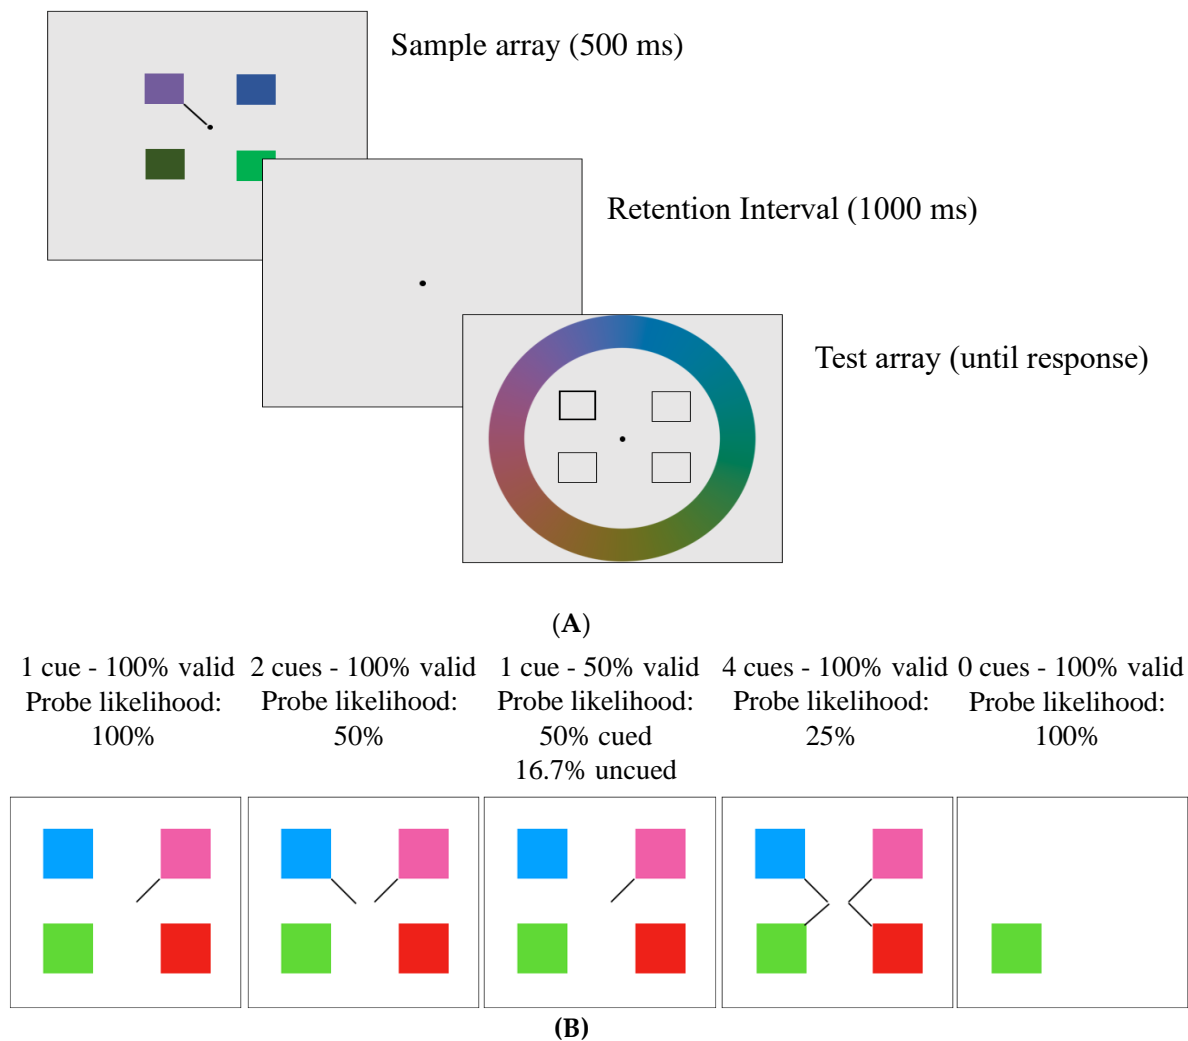 Sample array (500 ms)
Retention Interval (1000 ms)
Test array (until response)
(A)
1 cue - 100% valid
Probe likelihood:
100%
2 cues - 100% valid
Probe likelihood:
50%
1 cue - 50% valid
Probe likelihood:
50% cued
16.7% uncued
4 cues - 100% valid
Probe likelihood:
25%
0 cues - 100% valid
Probe likelihood:
100%
(B)